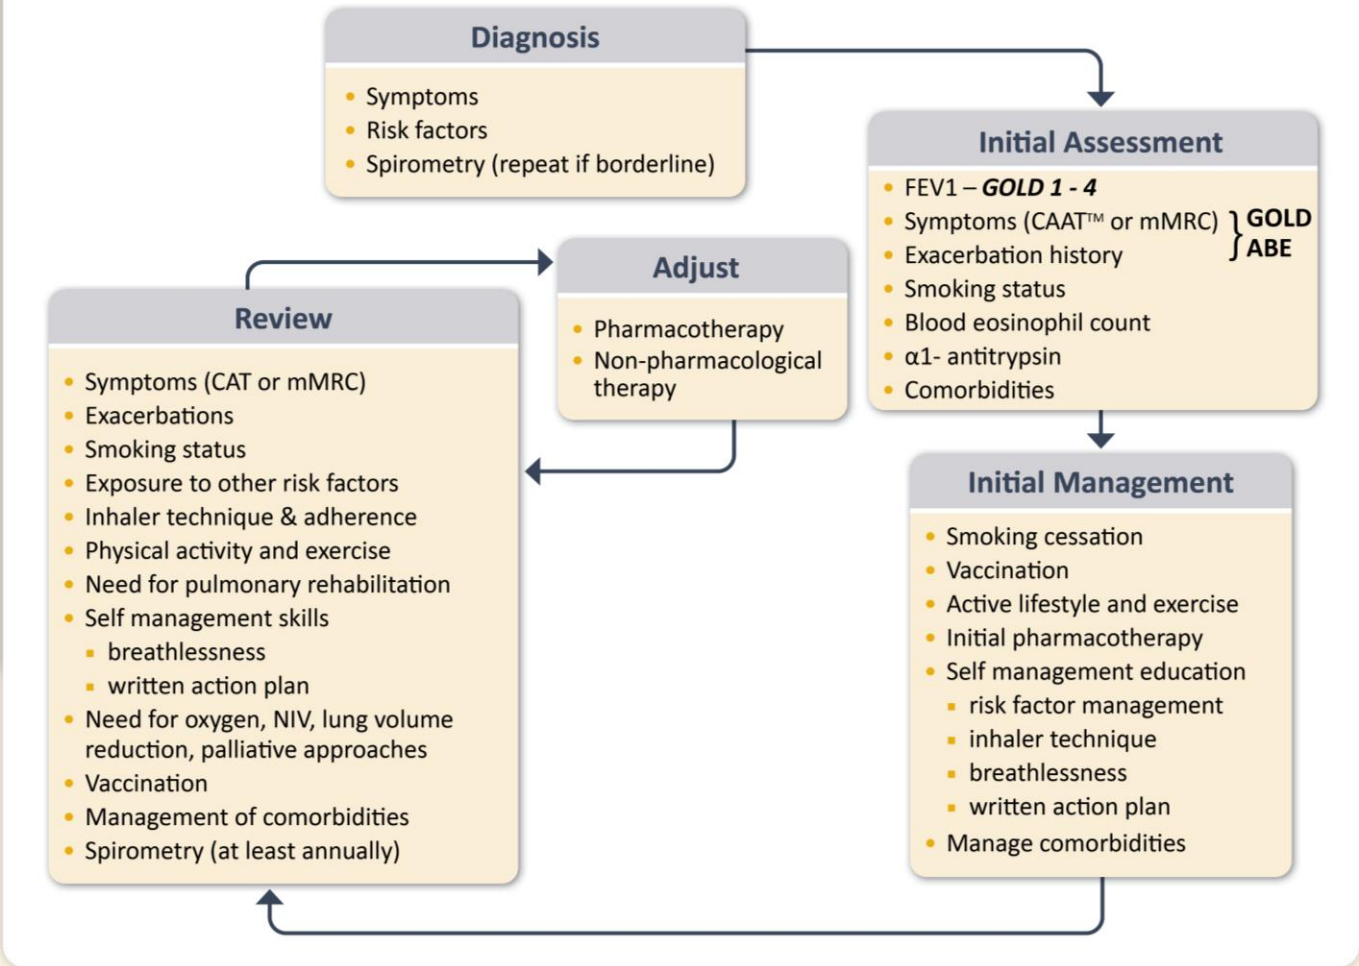 Diagnosis
• Symptoms
• Risk factors
• Spirometry (repeat if borderline)
Initial Assessment
• FEV1 – GOLD 1 - 4
• Symptoms (CAAT™ or mMRC)
• Exacerbation history
} GOLD
ABE
• Smoking status
• Blood eosinophil count
• α1- antitrypsin
• Comorbidities
Initial Management
• Smoking cessation
• Vaccination
• Active lifestyle and exercise
• Initial pharmacotherapy
• Self management education
▪ risk factor management
▪ inhaler technique
▪ breathlessness
▪ written action plan
• Manage comorbidities
Review
• Symptoms (CAT or mMRC)
• Exacerbations
• Smoking status
• Exposure to other risk factors
• Inhaler technique & adherence
• Physical activity and exercise
• Need for pulmonary rehabilitation
• Self management skills
▪ breathlessness
▪ written action plan
• Need for oxygen, NIV, lung volume
reduction, palliative approaches
• Vaccination
• Management of comorbidities
• Spirometry (at least annually)
Adjust
• Pharmacotherapy
• Non-pharmacological
therapy